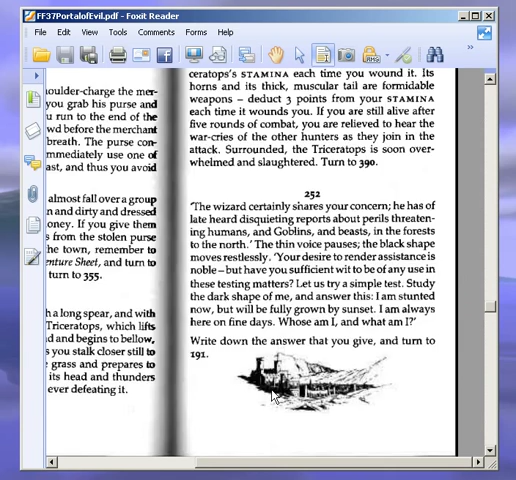 FF37PortalofEvil.pdf - Foxit Reader
File Edit View Tools Comments Forms Help
houlder-charge the mer-
you grab his purse and
u run to the end of the
wd before the merchant
breath. The purse con-
mmediately use one of
ast, and thus you avoid
almost fall over a group
n and dirty and dressed
oney. If you give them
s from the stolen purse
he town, remember to
enture Sheet, and turn to
turn to 355.
h a long spear, and with
Triceratops, which lifts
d and begins to bellow,
s you stalk closer still to
grass and prepares to
its head and thunders
ever defeating it.
ceratops's STAMINA each time you wound it. Its
horns and its thick, muscular tail are formidable
weapons – deduct 3 points from your STAMINA
each time it wounds you. If you are still alive after
five rounds of combat, you are relieved to hear the
war-cries of the other hunters as they join in the
attack. Surrounded, the Triceratops is soon over-
whelmed and slaughtered. Turn to 390.
252
'The wizard certainly shares your concern; he has of
late heard disquieting reports about perils threaten-
ing humans, and Goblins, and beasts, in the forests
to the north.' The thin voice pauses; the black shape
moves restlessly. 'Your desire to render assistance is
noble – but have you sufficient wit to be of any use in
these testing matters? Let us try a simple test. Study
the dark shape of me, and answer this: I am stunted
now, but will be fully grown by sunset. I am always
here on fine days. Whose am I, and what am I?'
Write down the answer that you give, and turn to
191.